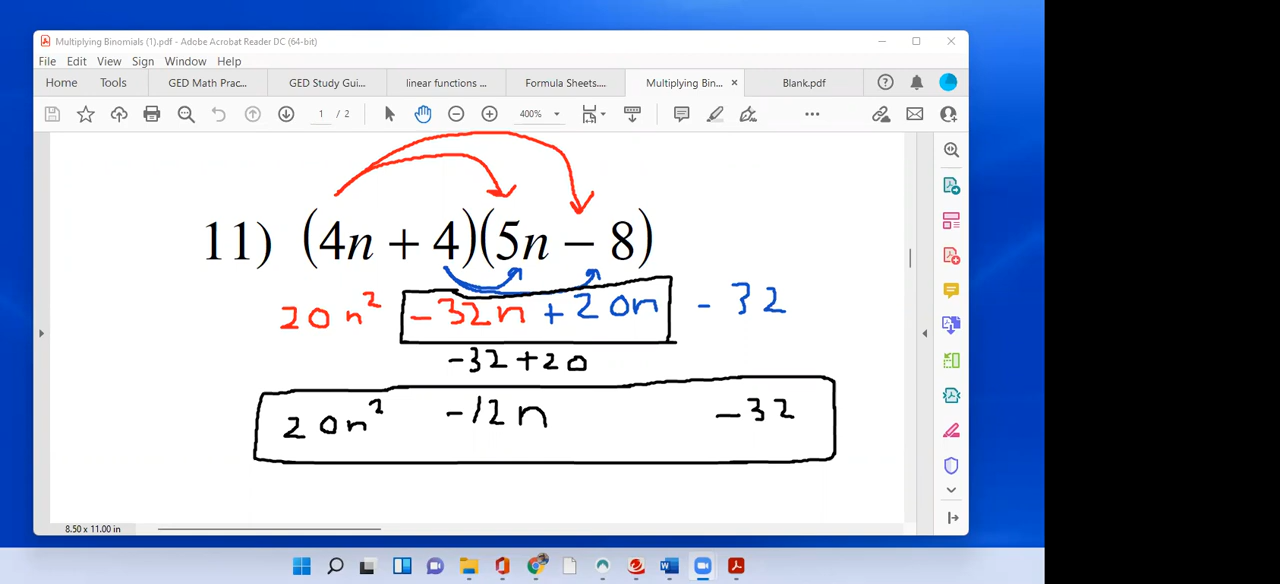 Multiplying Binomials (1).pdf - Adobe Acrobat Reader DC (64-bit)
File Edit View Sign Window Help
Home Tools GED Math Prac... GED Study Gui... linear functions ... Formula Sheets.... Multiplying Bin... × Blank.pdf
1 / 2 400%
11) (4n + 4)(5n − 8)
20n² -32n +20n -32
-32+20
20n² -12n -32
8.50 x 11.00 in